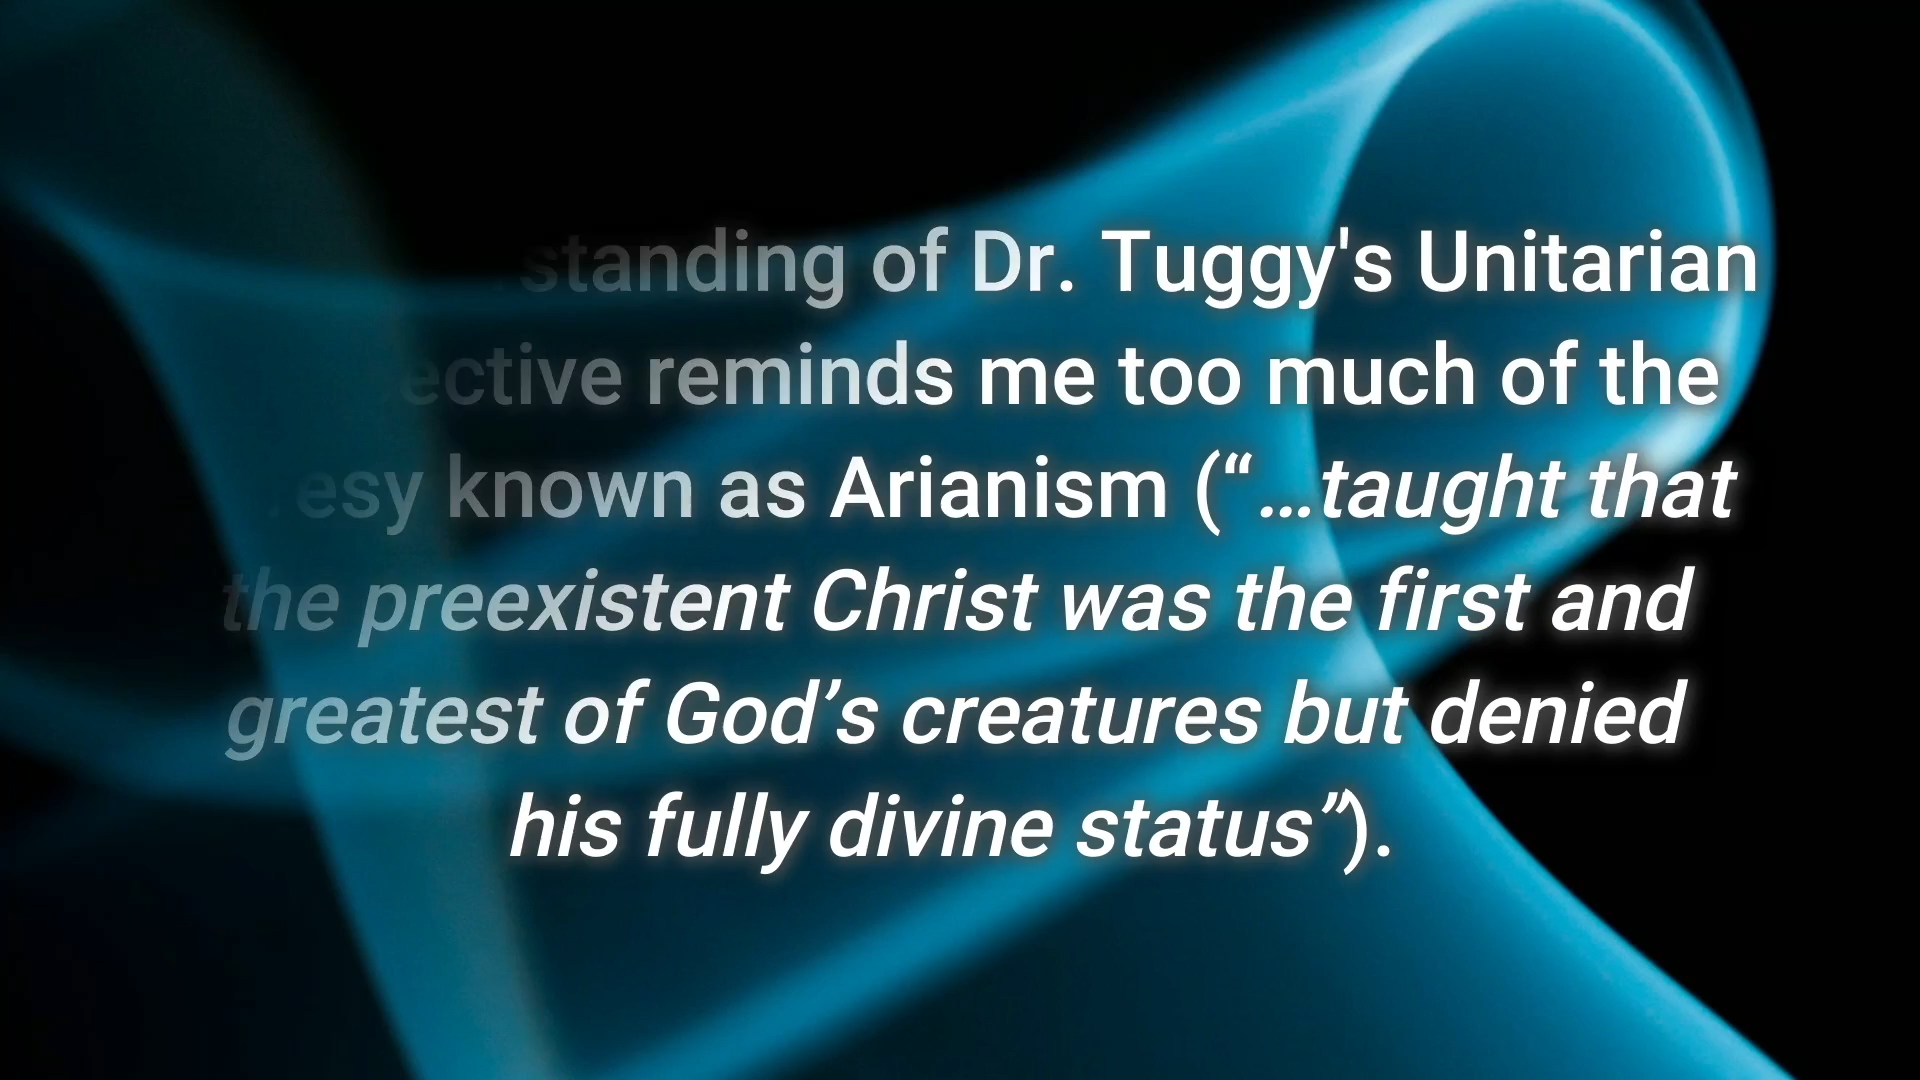 standing of Dr. Tuggy's Unitarian
ective reminds me too much of the
esy known as Arianism (“…taught that
the preexistent Christ was the first and
greatest of God’s creatures but denied
his fully divine status”).